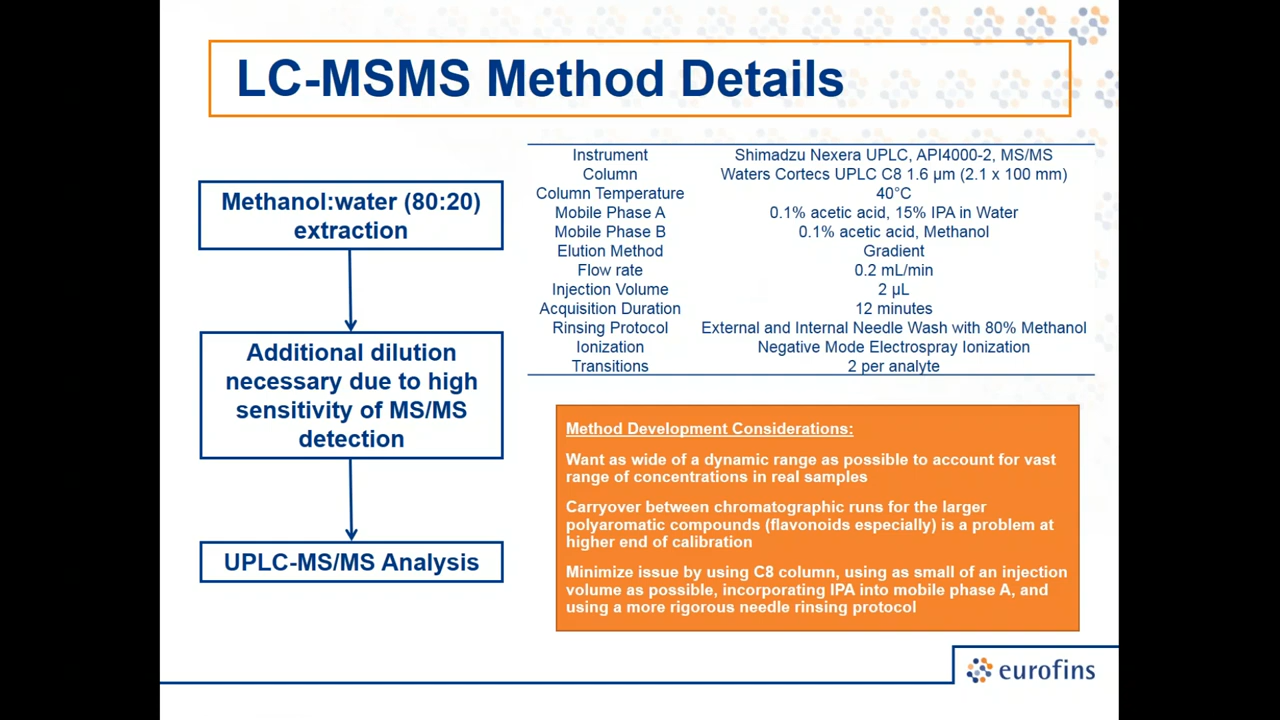 LC-MSMS Method Details
Methanol:water (80:20)
extraction
Additional dilution
necessary due to high
sensitivity of MS/MS
detection
UPLC-MS/MS Analysis
Instrument Shimadzu Nexera UPLC, API4000-2, MS/MS
Column Waters Cortecs UPLC C8 1.6 µm (2.1 x 100 mm)
Column Temperature 40°C
Mobile Phase A 0.1% acetic acid, 15% IPA in Water
Mobile Phase B 0.1% acetic acid, Methanol
Elution Method Gradient
Flow rate 0.2 mL/min
Injection Volume 2 µL
Acquisition Duration 12 minutes
Rinsing Protocol External and Internal Needle Wash with 80% Methanol
Ionization Negative Mode Electrospray Ionization
Transitions 2 per analyte
Method Development Considerations:
Want as wide of a dynamic range as possible to account for vast
range of concentrations in real samples
Carryover between chromatographic runs for the larger
polyaromatic compounds (flavonoids especially) is a problem at
higher end of calibration
Minimize issue by using C8 column, using as small of an injection
volume as possible, incorporating IPA into mobile phase A, and
using a more rigorous needle rinsing protocol
eurofins